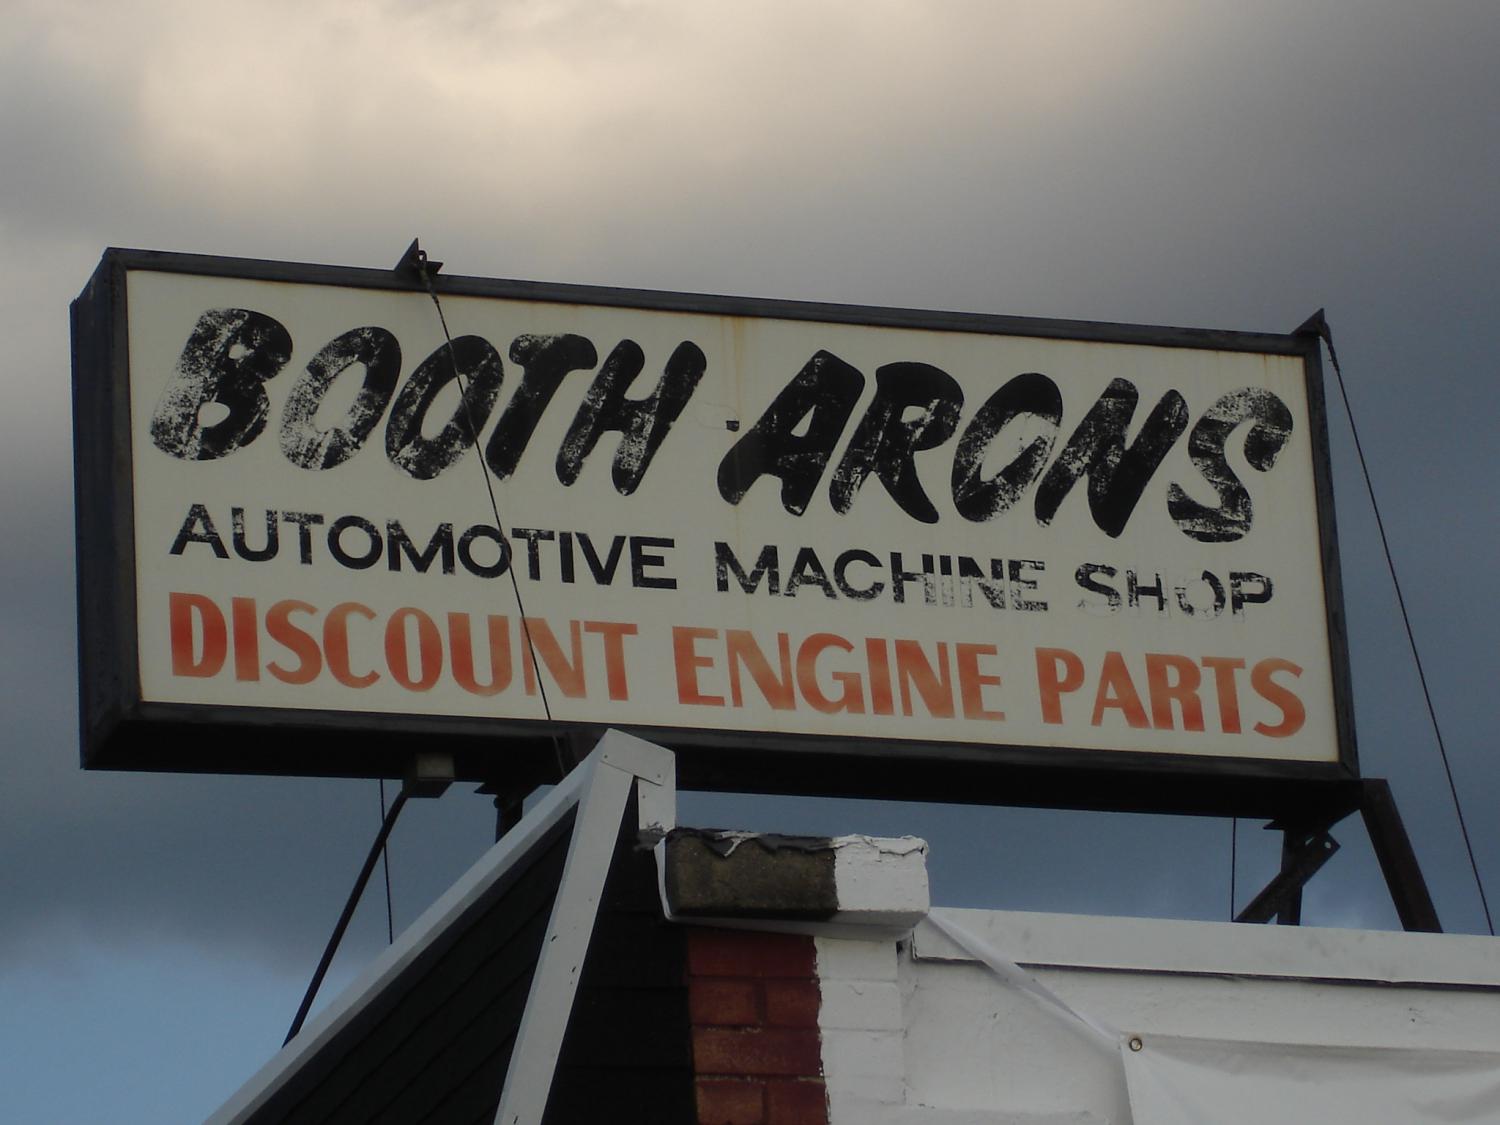 BOOTH ARONS
AUTOMOTIVE MACHINE SHOP
DISCOUNT ENGINE PARTS